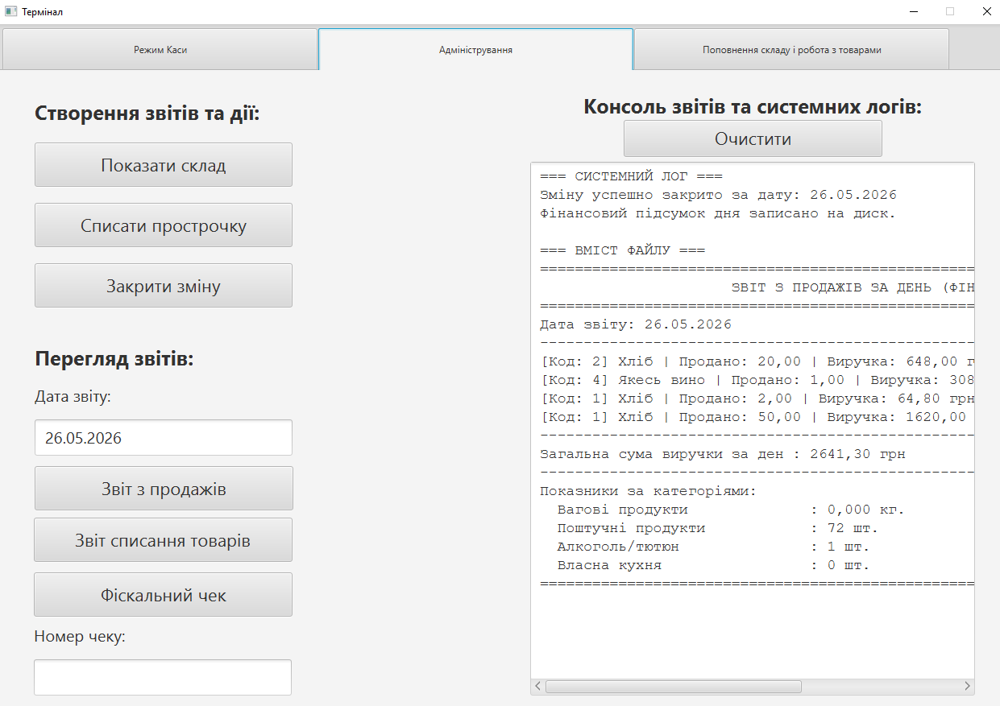 Термінал
Режим Каси
Адміністрування
Поповнення складу і робота з товарами
Створення звітів та дії:
Показати склад
Списати прострочку
Закрити зміну
Перегляд звітів:
Дата звіту:
26.05.2026
Звіт з продажів
Звіт списання товарів
Фіскальний чек
Номер чеку:
Консоль звітів та системних логів:
Очистити
=== СИСТЕМНИЙ ЛОГ ===
Зміну успешно закрито за дату: 26.05.2026
Фінансовий підсумок дня записано на диск.
=== ВМІСТ ФАЙЛУ ===
==================================================
ЗВІТ З ПРОДАЖІВ ЗА ДЕНЬ (ФІН
==================================================
Дата звіту: 26.05.2026
--------------------------------------------------
[Код: 2] Хліб | Продано: 20,00 | Виручка: 648,00 г
[Код: 4] Якесь вино | Продано: 1,00 | Виручка: 308
[Код: 1] Хліб | Продано: 2,00 | Виручка: 64,80 грн
[Код: 1] Хліб | Продано: 50,00 | Виручка: 1620,00
--------------------------------------------------
Загальна сума виручки за ден : 2641,30 грн
--------------------------------------------------
Показники за категоріями:
Вагові продукти : 0,000 кг.
Поштучні продукти : 72 шт.
Алкоголь/тютюн : 1 шт.
Власна кухня : 0 шт.
==================================================